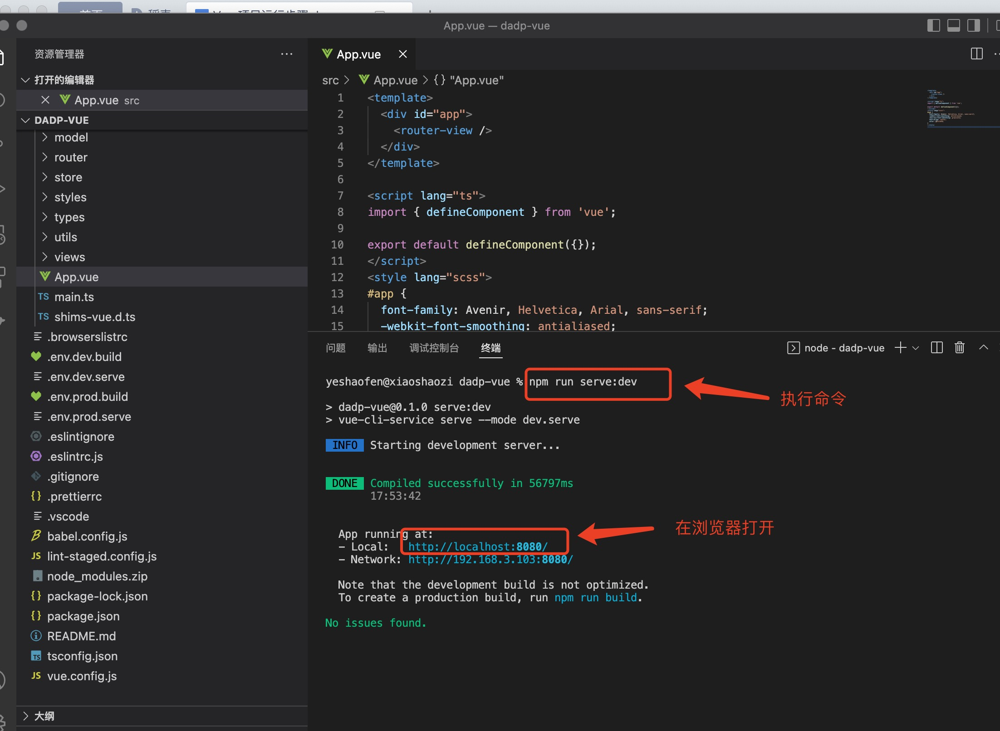 App.vue — dadp-vue
资源管理器
打开的编辑器
App.vue src
DADP-VUE
model
router
store
styles
types
utils
views
App.vue
TS main.ts
TS shims-vue.d.ts
.browserslistrc
.env.dev.build
.env.dev.serve
.env.prod.build
.env.prod.serve
.eslintignore
.eslintrc.js
.gitignore
{} .prettierrc
.vscode
babel.config.js
JS lint-staged.config.js
node_modules.zip
{} package-lock.json
{} package.json
README.md
TS tsconfig.json
JS vue.config.js
大纲
App.vue
src > App.vue > {} "App.vue"
1 <template>
2 <div id="app">
3 <router-view />
4 </div>
5 </template>
6
7 <script lang="ts">
8 import { defineComponent } from 'vue';
9
10 export default defineComponent({});
11 </script>
12 <style lang="scss">
13 #app {
14 font-family: Avenir, Helvetica, Arial, sans-serif;
15 -webkit-font-smoothing: antialiased;
问题 输出 调试控制台 终端
node - dadp-vue
yeshaofen@xiaoshaozi dadp-vue % npm run serve:dev
执行命令
> dadp-vue@0.1.0 serve:dev
> vue-cli-service serve --mode dev.serve
INFO Starting development server...
DONE Compiled successfully in 56797ms
17:53:42
App running at:
在浏览器打开
- Local: http://localhost:8080/
- Network: http://192.168.3.103:8080/
Note that the development build is not optimized.
To create a production build, run npm run build.
No issues found.